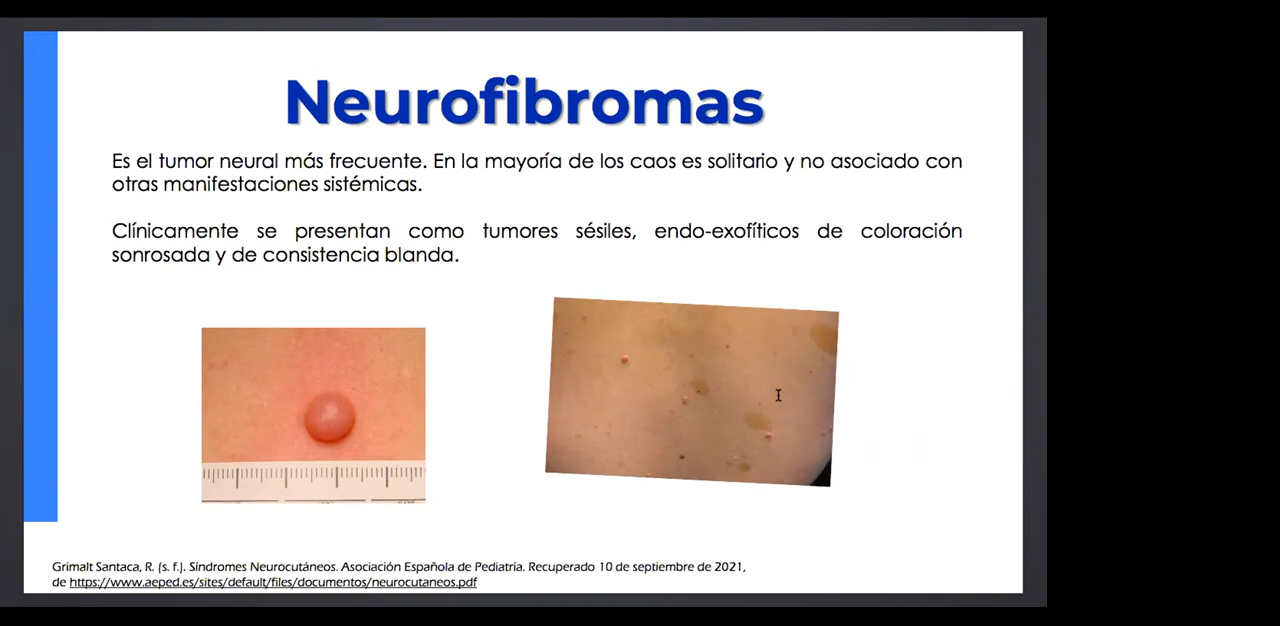 Neurofibromas
Es el tumor neural más frecuente. En la mayoría de los caos es solitario y no asociado con
otras manifestaciones sistémicas.
Clínicamente se presentan como tumores sésiles, endo-exofíticos de coloración
sonrosada y de consistencia blanda.
Grimalt Santaca, R. (s. f.). Síndromes Neurocutáneos. Asociación Española de Pediatría. Recuperado 10 de septiembre de 2021,
de https://www.aeped.es/sites/default/files/documentos/neurocutaneos.pdf